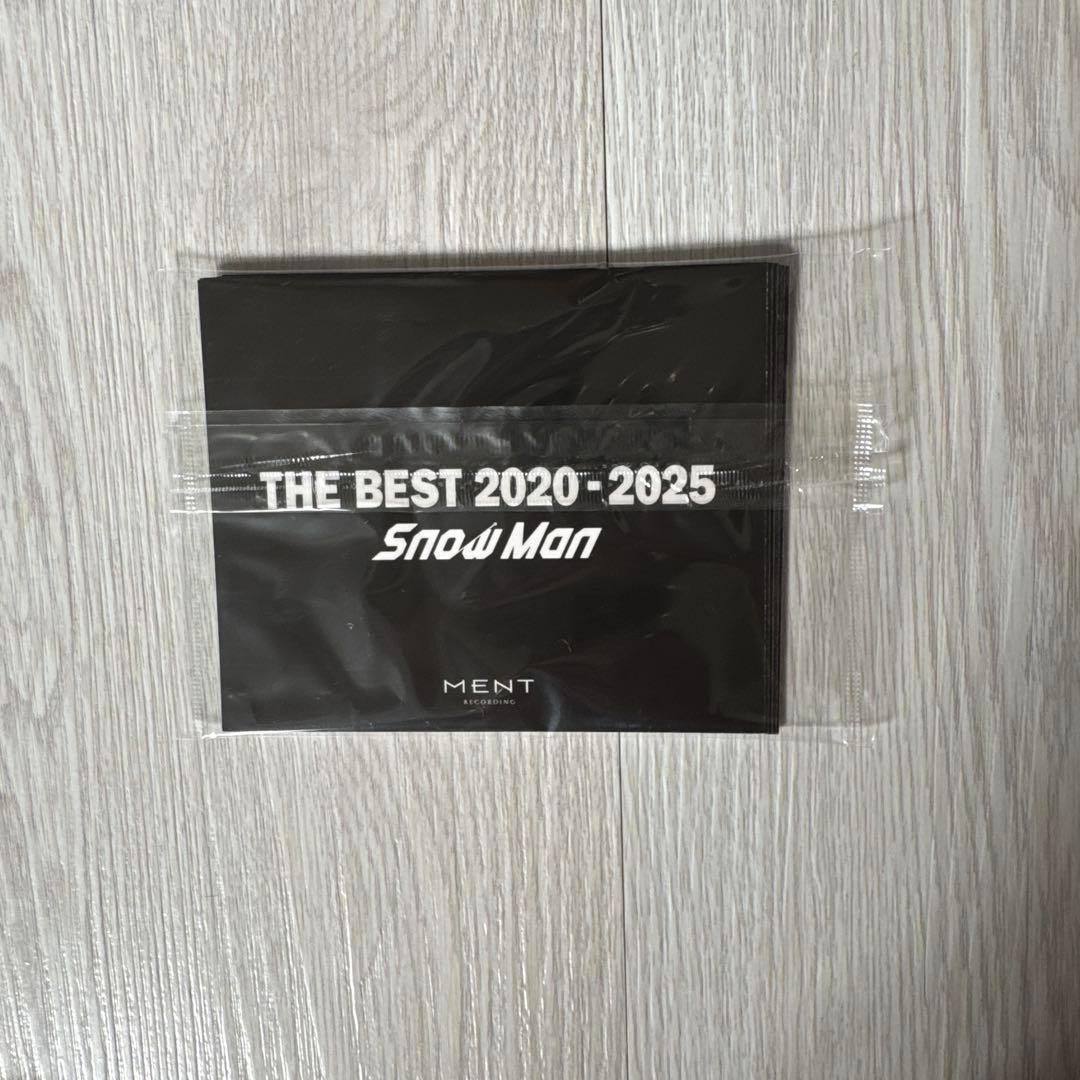 THE BEST 2020-2025
Snow Man
MENT
RECORDING